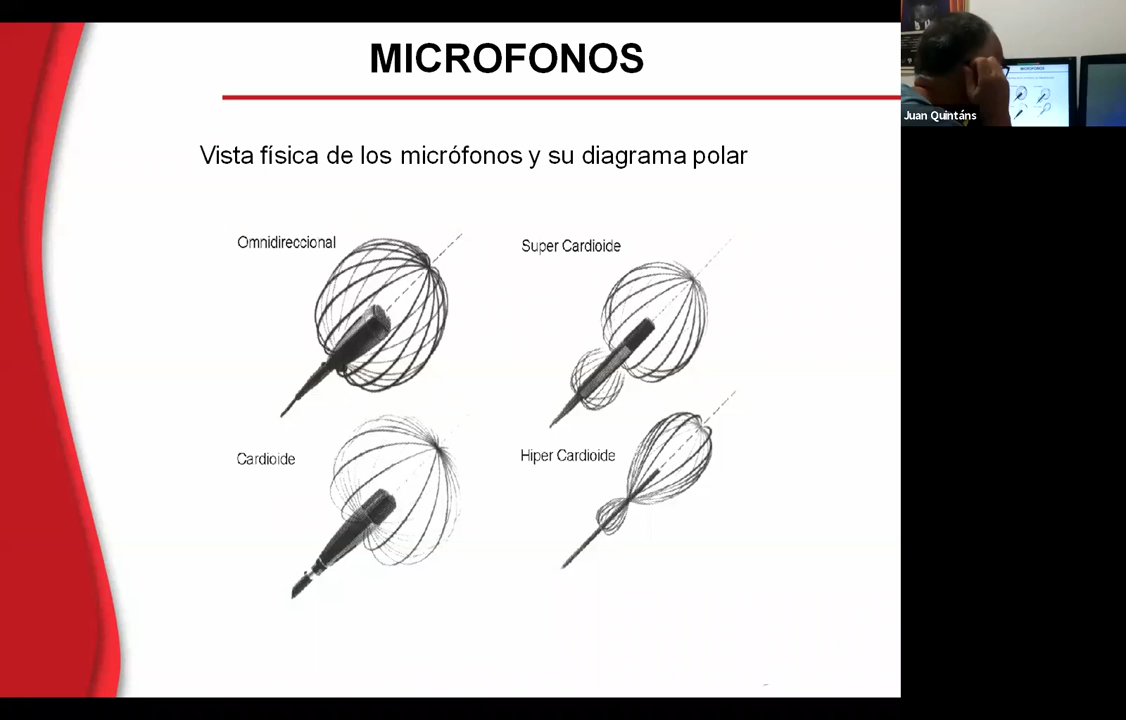 MICROFONOS
Juan Quintáns
Vista física de los micrófonos y su diagrama polar
Omnidireccional
Super Cardioide
Cardioide
Hiper Cardioide